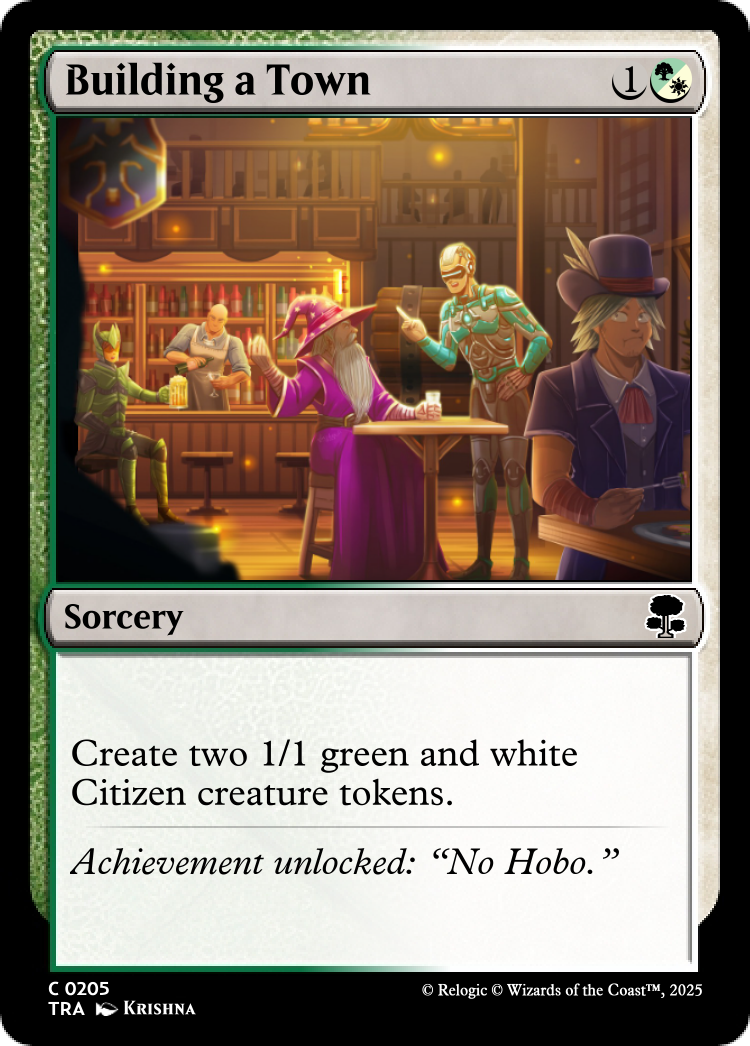 Building a Town 1
Sorcery
Create two 1/1 green and white
Citizen creature tokens.
Achievement unlocked: “No Hobo.”
C 0205
TRA Krishna
© Relogic © Wizards of the Coast™, 2025